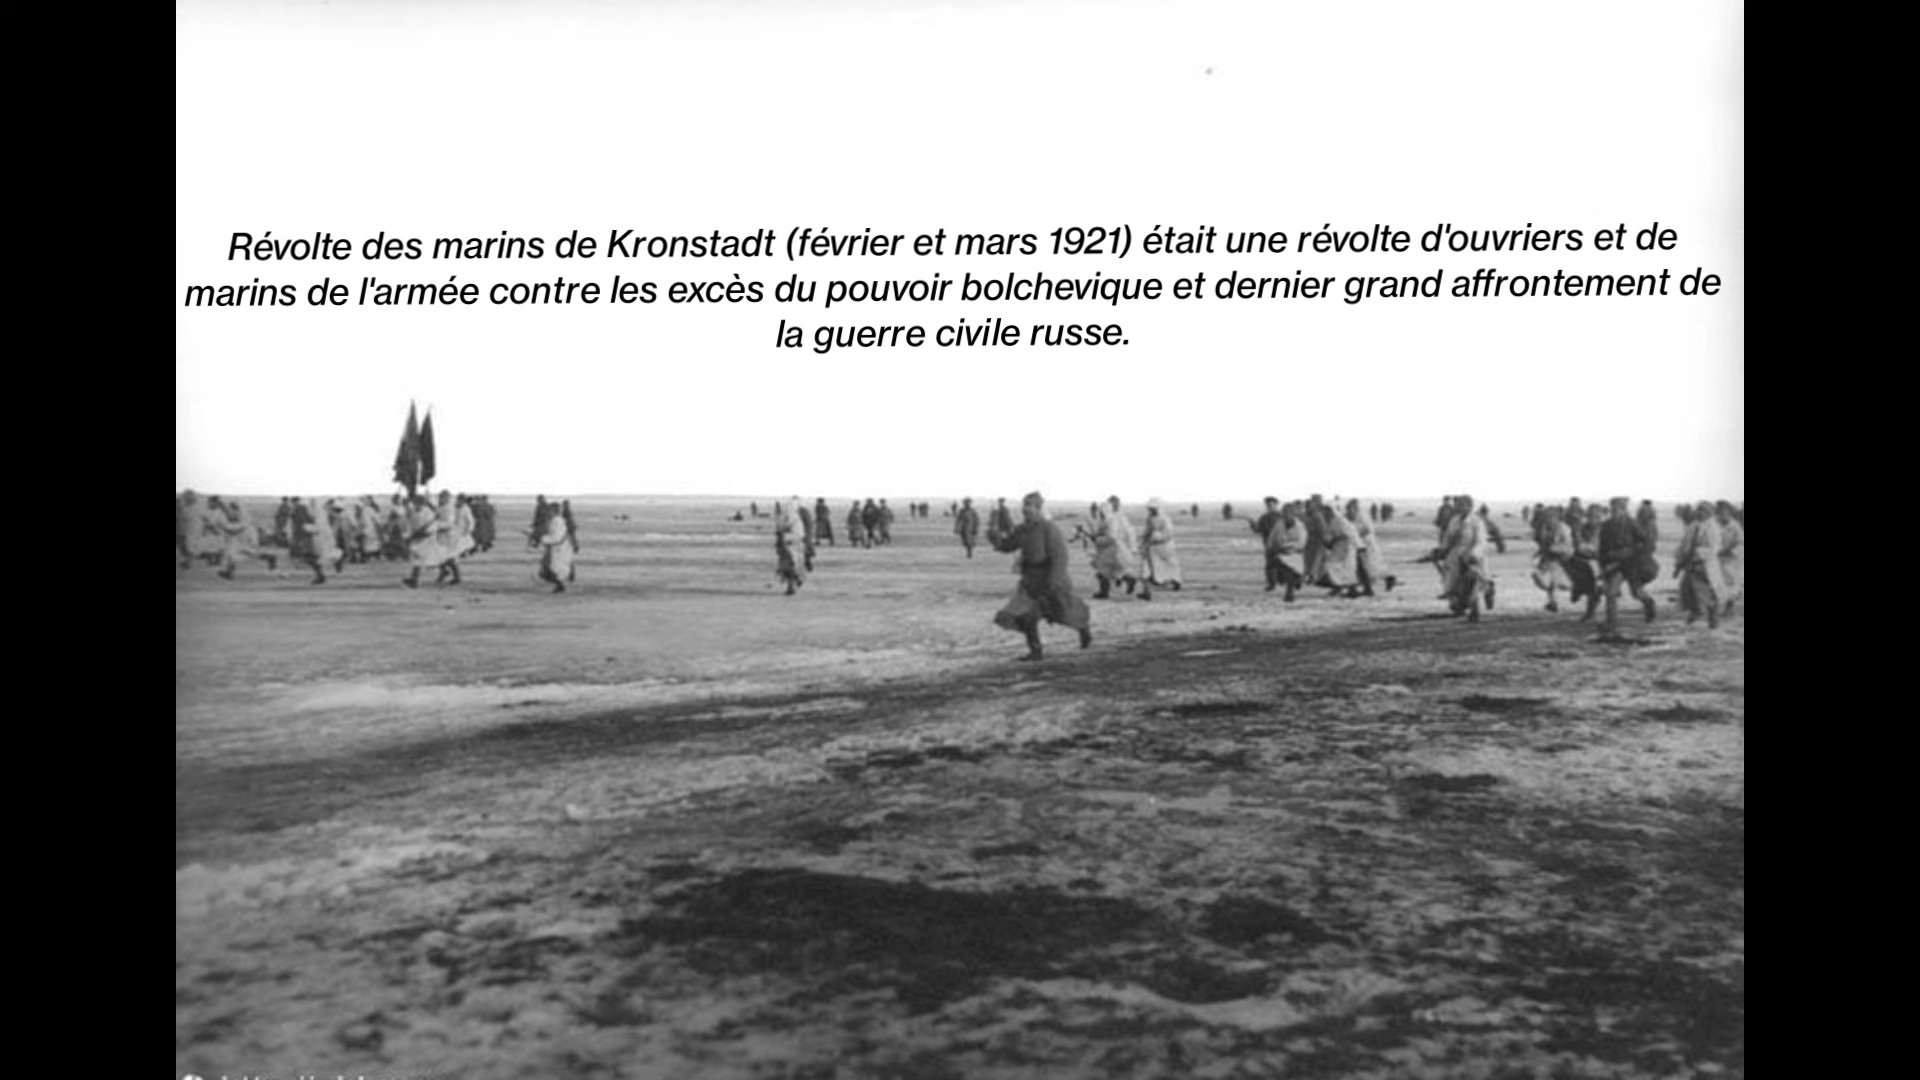 Révolte des marins de Kronstadt (février et mars 1921) était une révolte d'ouvriers et de
marins de l'armée contre les excès du pouvoir bolchevique et dernier grand affrontement de
la guerre civile russe.